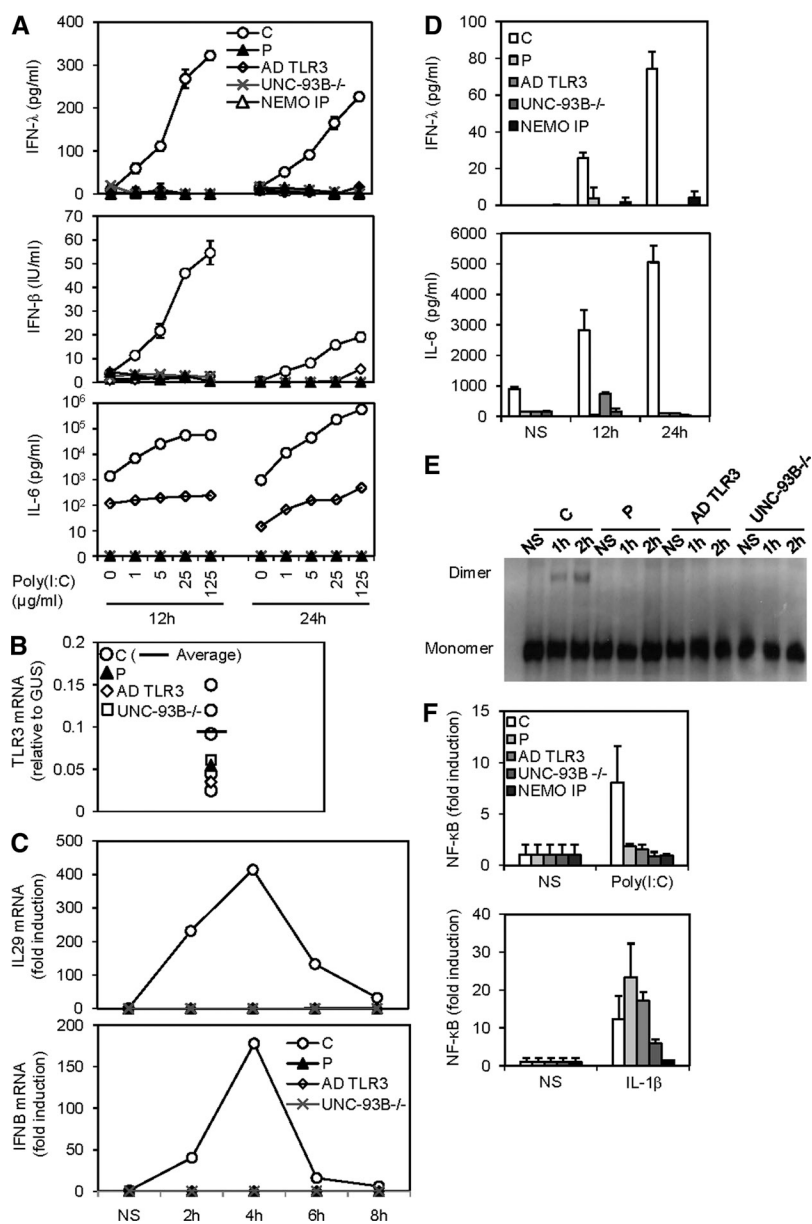 A
400
300
200
100
0
IFN-λ (pg/ml)
C
P
AD TLR3
UNC-93B-/-
NEMO IP
70
60
50
40
30
20
10
0
IFN-β (IU/ml)
10⁶
10⁵
10⁴
10³
10²
10¹
IL-6 (pg/ml)
Poly(I:C)
(µg/ml)
0 1 5 25 125 0 1 5 25 125
12h 24h
B
0.2
0.15
0.1
0.05
0
TLR3 mRNA
(relative to GUS)
C ( — Average)
P
AD TLR3
UNC-93B-/-
C
500
400
300
200
100
0
IL29 mRNA
(fold induction)
200
150
100
50
0
IFNB mRNA
(fold induction)
C
P
AD TLR3
UNC-93B-/-
NS 2h 4h 6h 8h
D
100
80
60
40
20
0
IFN-λ (pg/ml)
C
P
AD TLR3
UNC-93B-/-
NEMO IP
6000
5000
4000
3000
2000
1000
0
IL-6 (pg/ml)
NS 12h 24h
E
C P AD TLR3 UNC-93B-/-
NS 1h 2h NS 1h 2h NS 1h 2h NS 1h 2h
Dimer
Monomer
F
15
10
5
0
NF-κB (fold induction)
C
P
AD TLR3
UNC-93B -/-
NEMO IP
NS Poly(I:C)
40
30
20
10
0
NF-κB (fold induction)
NS IL-1β